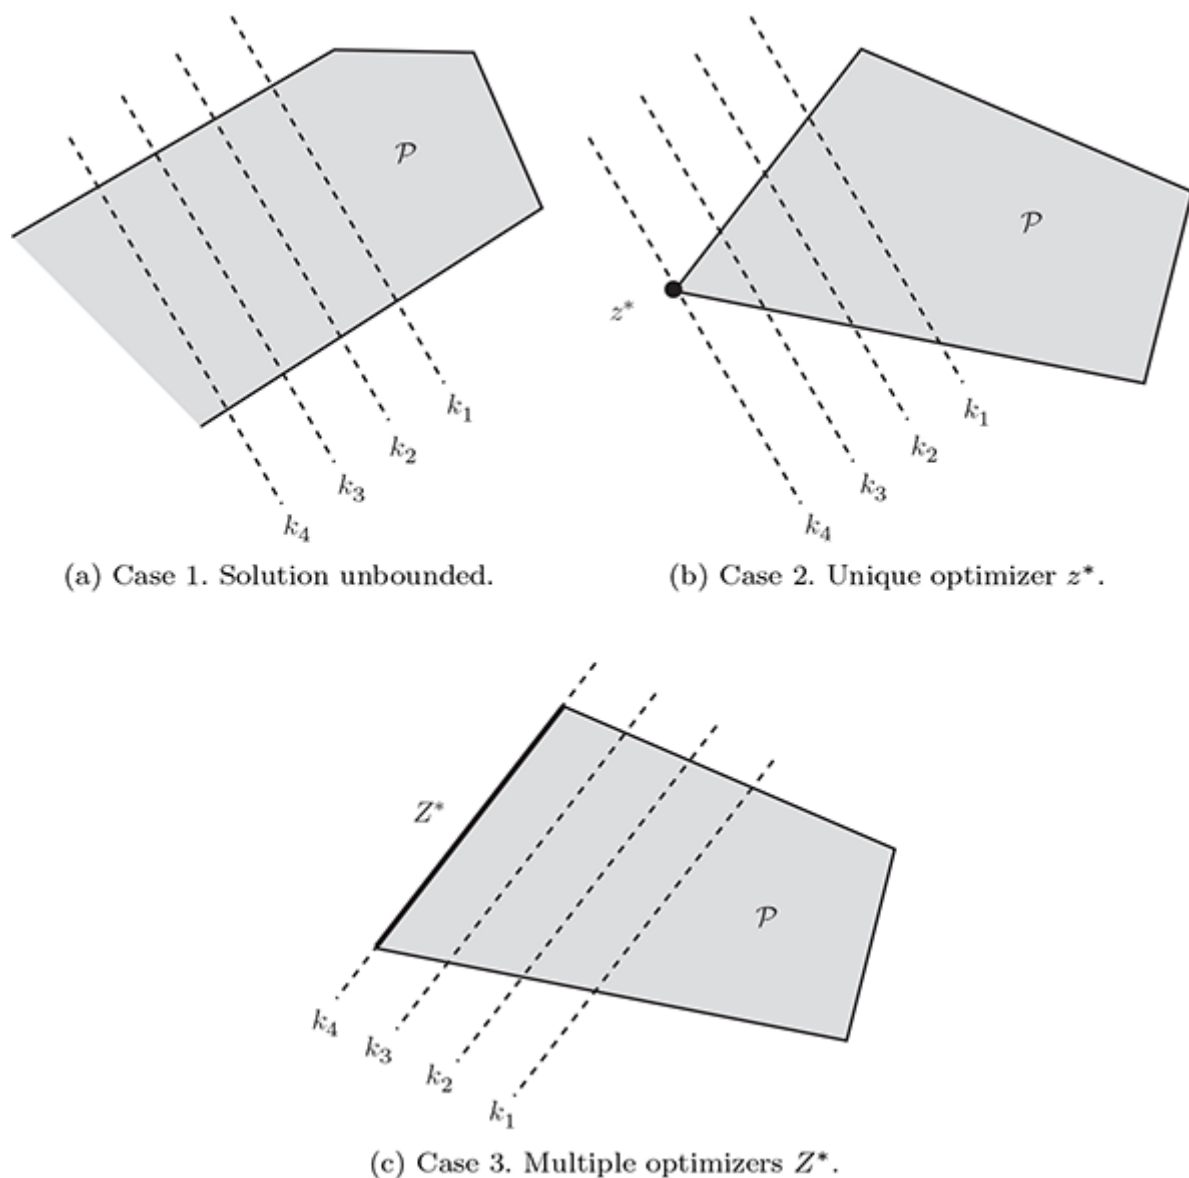 𝒫
k₁
k₂
k₃
k₄
(a) Case 1. Solution unbounded.
𝒫
z*
k₁
k₂
k₃
k₄
(b) Case 2. Unique optimizer z*.
Z*
𝒫
k₄
k₃
k₂
k₁
(c) Case 3. Multiple optimizers Z*.